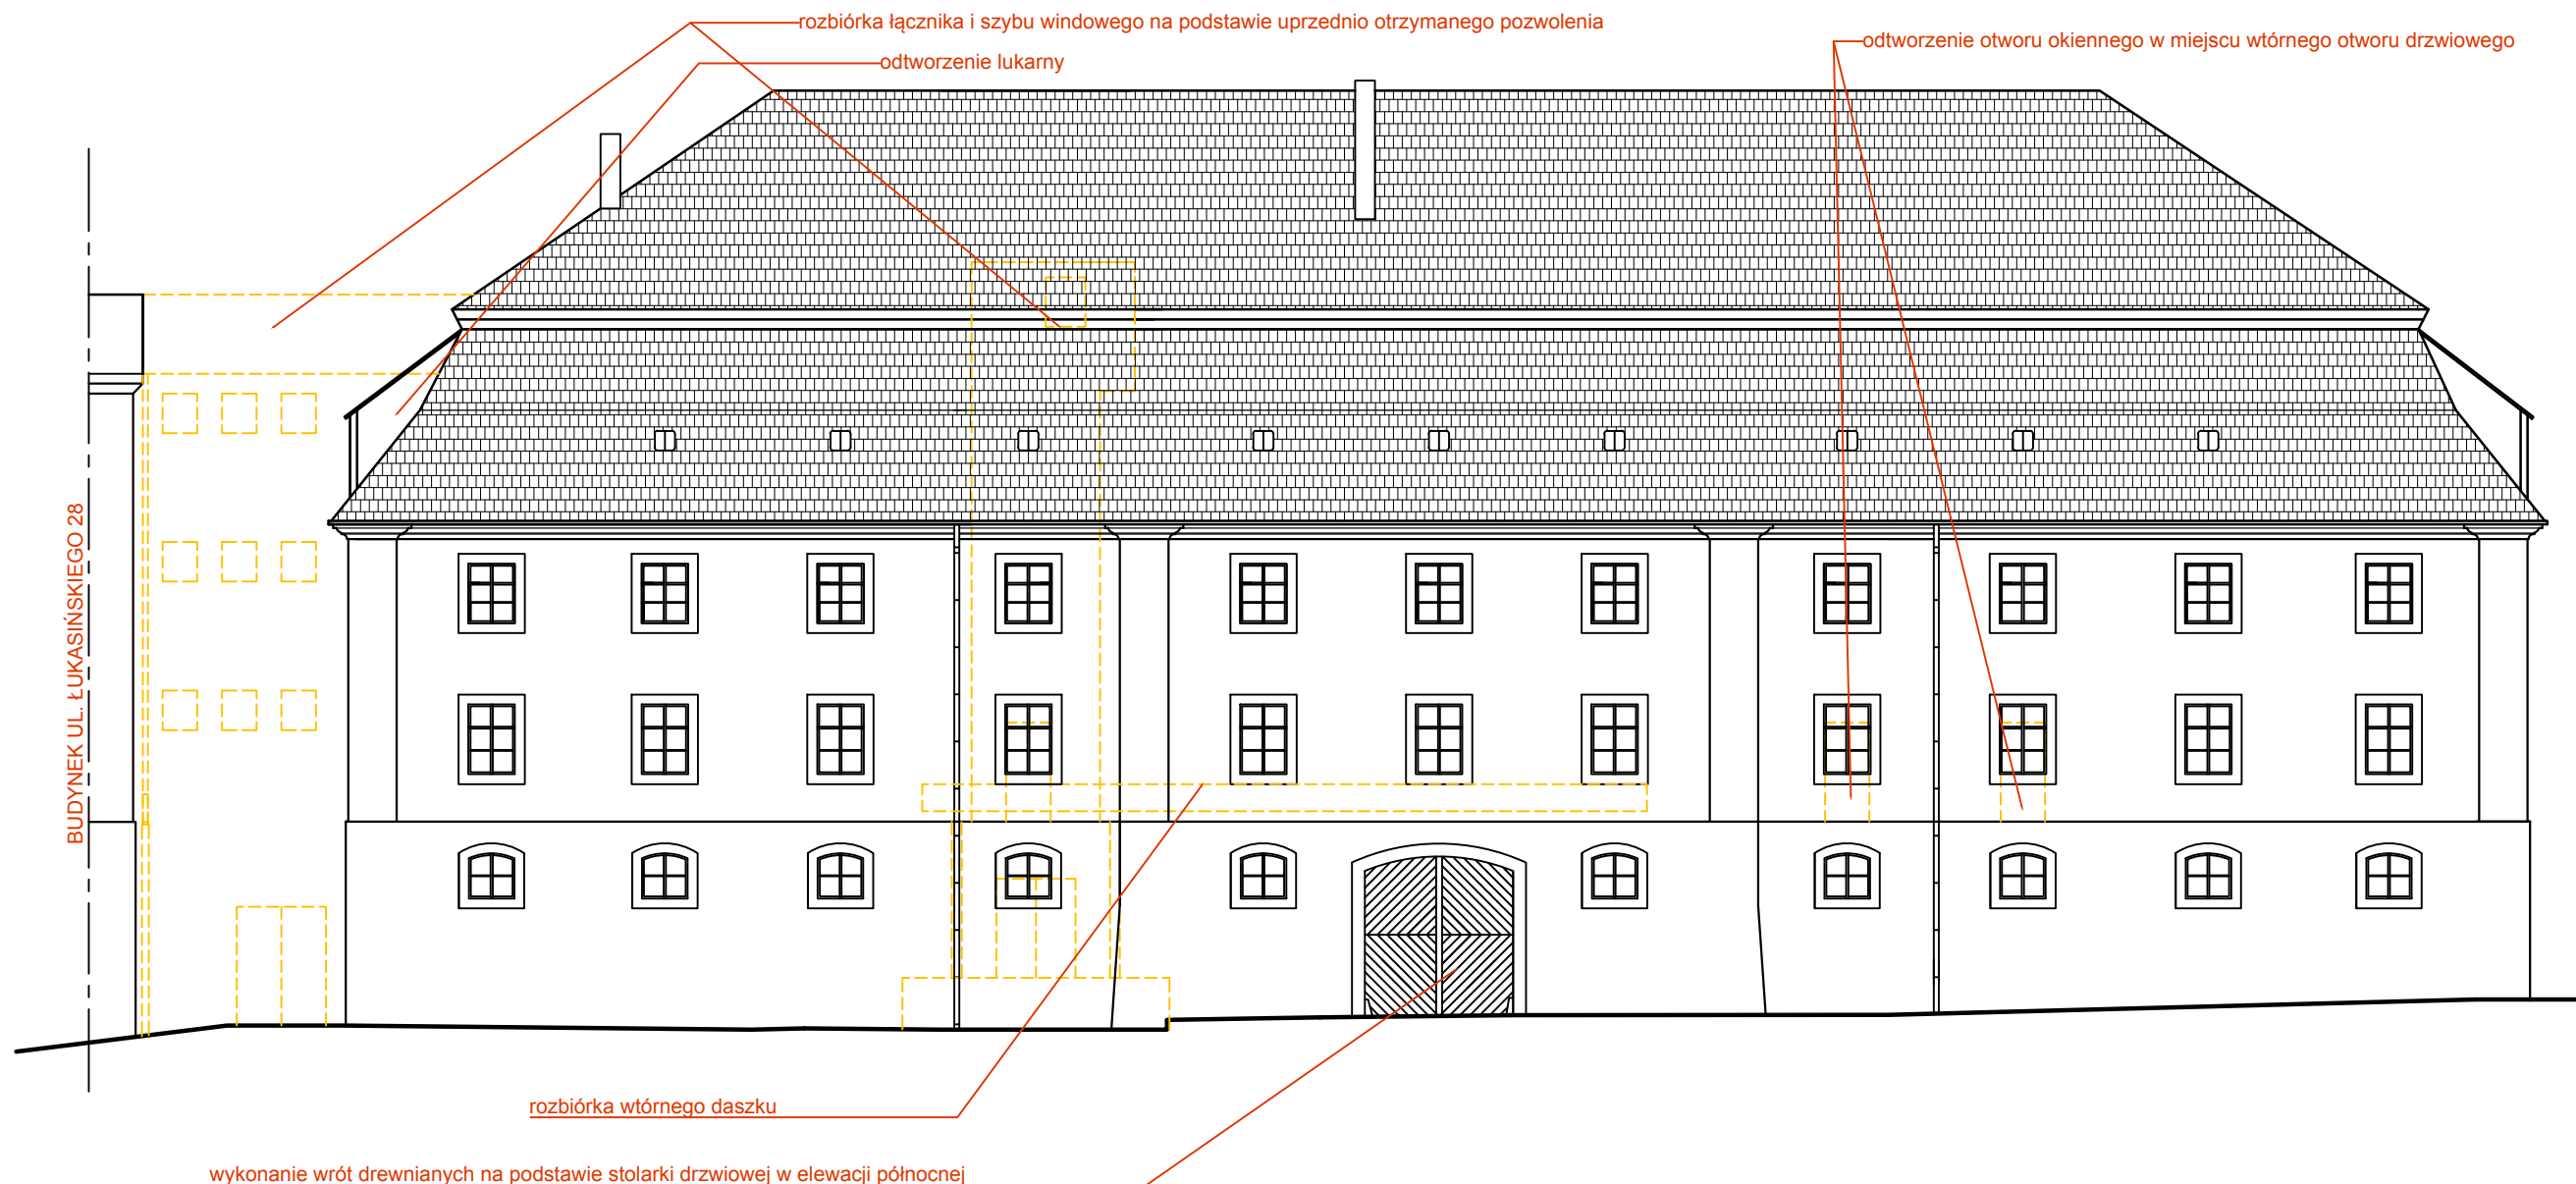 rozbiórka łącznika i szybu windowego na podstawie uprzednio otrzymanego pozwolenia
odtworzenie otworu okiennego w miejscu wtórnego otworu drzwiowego
odtworzenie lukarny
BUDYNEK UL. ŁUKASIŃSKIEGO 28
rozbiórka wtórnego daszku
wykonanie wrót drewnianych na podstawie stolarki drzwiowej w elewacji północnej